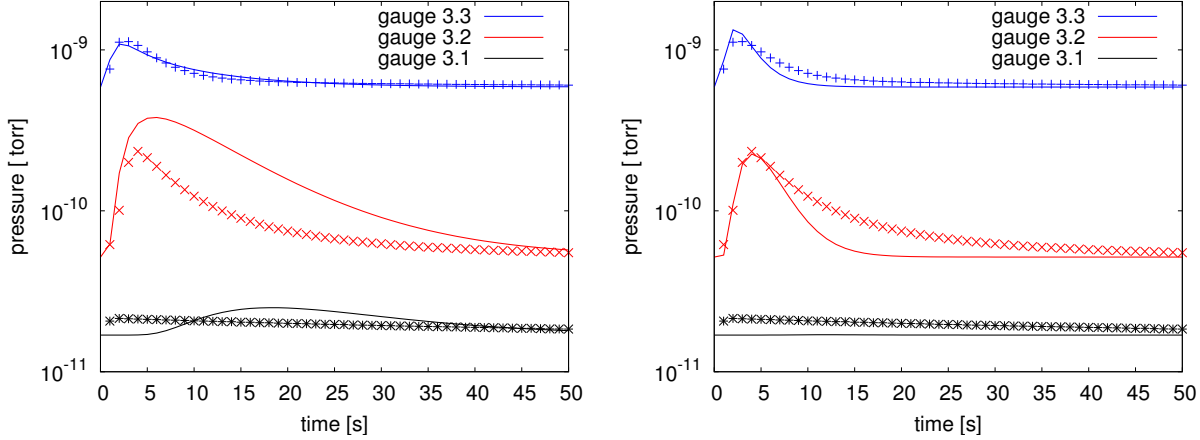 gauge 3.3
gauge 3.2
gauge 3.1
10^-9
10^-10
10^-11
pressure [ torr]
0 5 10 15 20 25 30 35 40 45 50
time [s]
gauge 3.3
gauge 3.2
gauge 3.1
10^-9
10^-10
10^-11
pressure [ torr]
0 5 10 15 20 25 30 35 40 45 50
time [s]